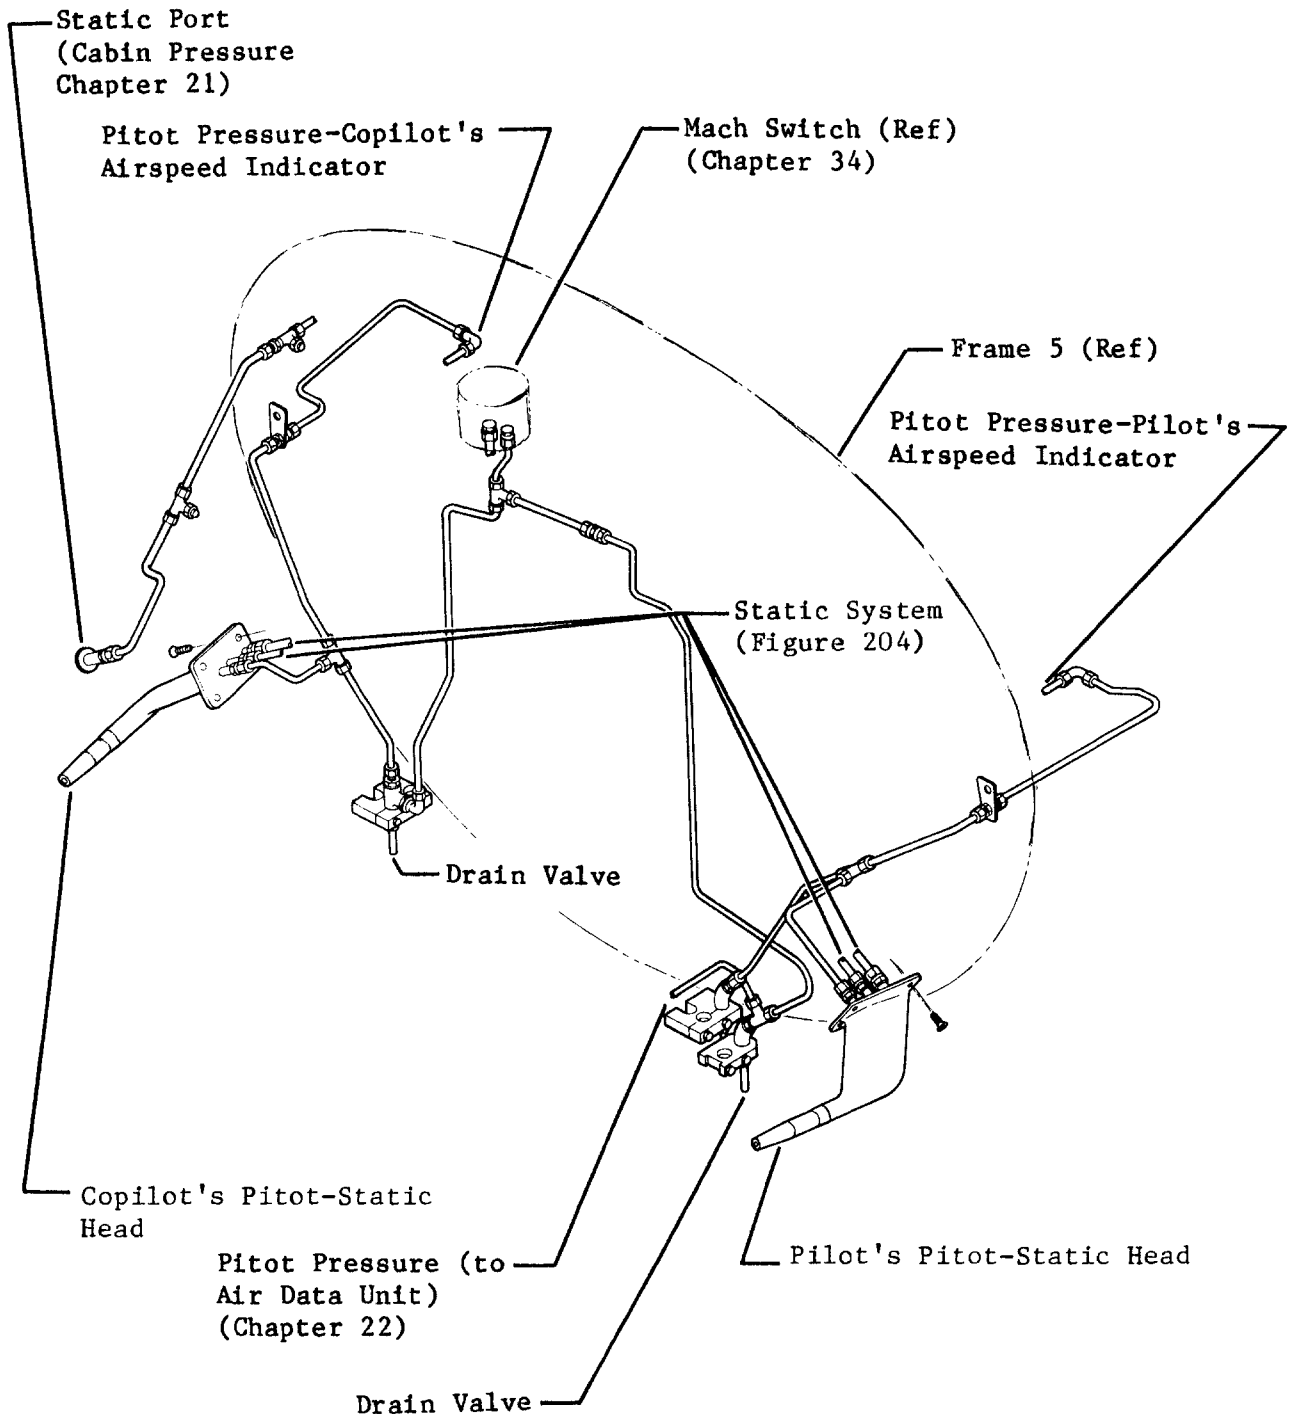 Static Port
(Cabin Pressure
Chapter 21)
Pitot Pressure-Copilot's
Airspeed Indicator
Mach Switch (Ref)
(Chapter 34)
Frame 5 (Ref)
Pitot Pressure-Pilot's
Airspeed Indicator
Static System
(Figure 204)
Drain Valve
Copilot's Pitot-Static
Head
Pitot Pressure (to
Air Data Unit)
(Chapter 22)
Pilot's Pitot-Static Head
Drain Valve